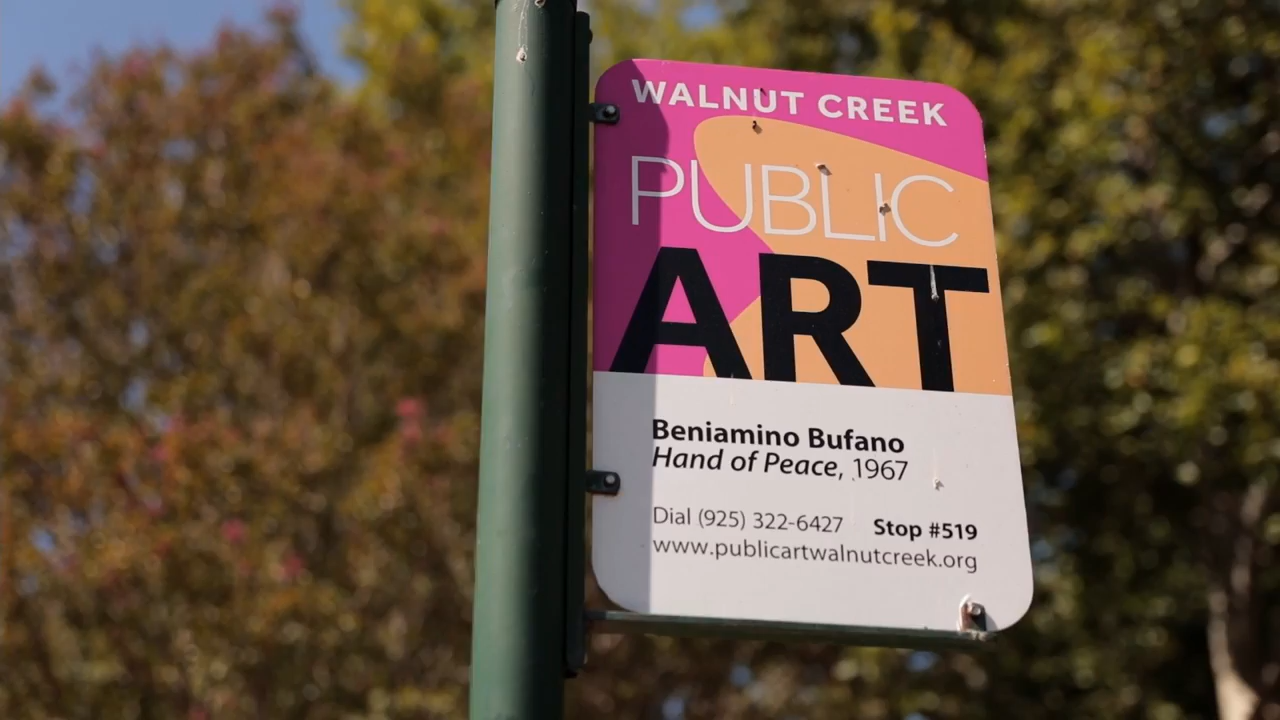 WALNUT CREEK
PUBLIC
ART
Beniamino Bufano
Hand of Peace, 1967
Dial (925) 322-6427 Stop #519
www.publicartwalnutcreek.org